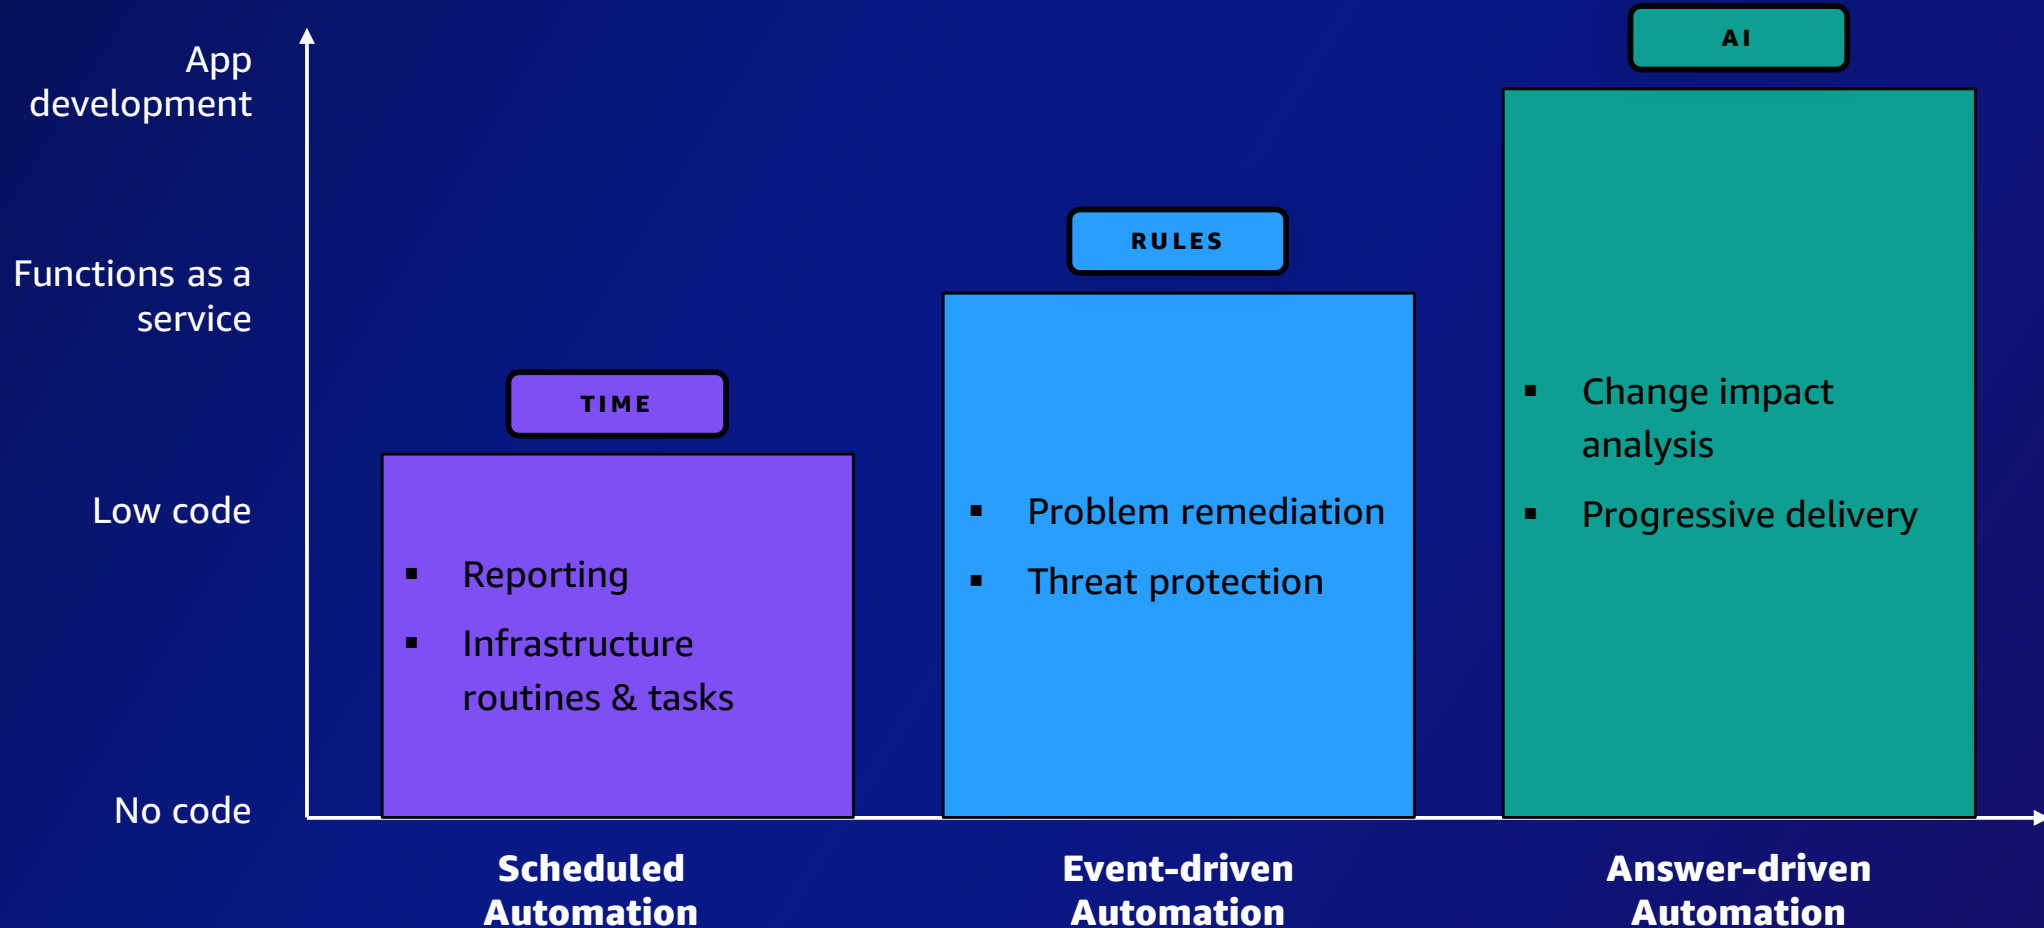 App
development
Functions as a
service
Low code
No code
TIME
▪ Reporting
▪ Infrastructure
routines & tasks
Scheduled
Automation
RULES
▪ Problem remediation
▪ Threat protection
Event-driven
Automation
AI
▪ Change impact
analysis
▪ Progressive delivery
Answer-driven
Automation